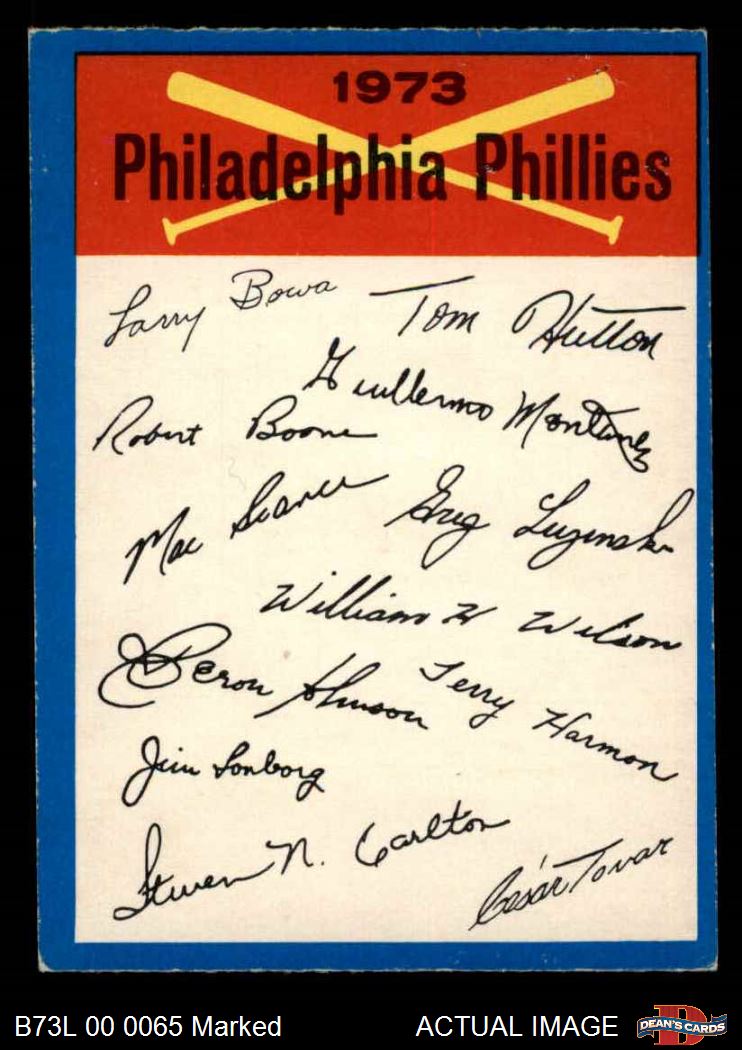 1973
Philadelphia Phillies
Larry Bowa
Tom Hutton
Guillermo Montanez
Robert Boone
Mac Scarce
Greg Luzinski
William H Wilson
Deron Johnson
Terry Harmon
Jim Lonborg
Steven N. Carlton
César Tovar
B73L 00 0065 Marked
ACTUAL IMAGE
DEAN'S CARDS